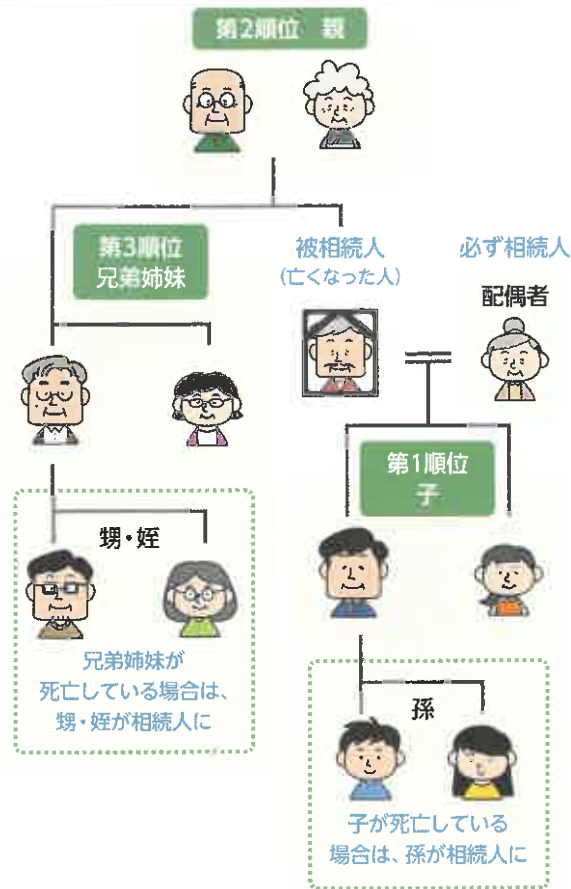 第2順位 親
第3順位
兄弟姉妹
被相続人
(亡くなった人)
必ず相続人
配偶者
第1順位
子
甥・姪
兄弟姉妹が
死亡している場合は、
甥・姪が相続人に
孫
子が死亡している
場合は、孫が相続人に